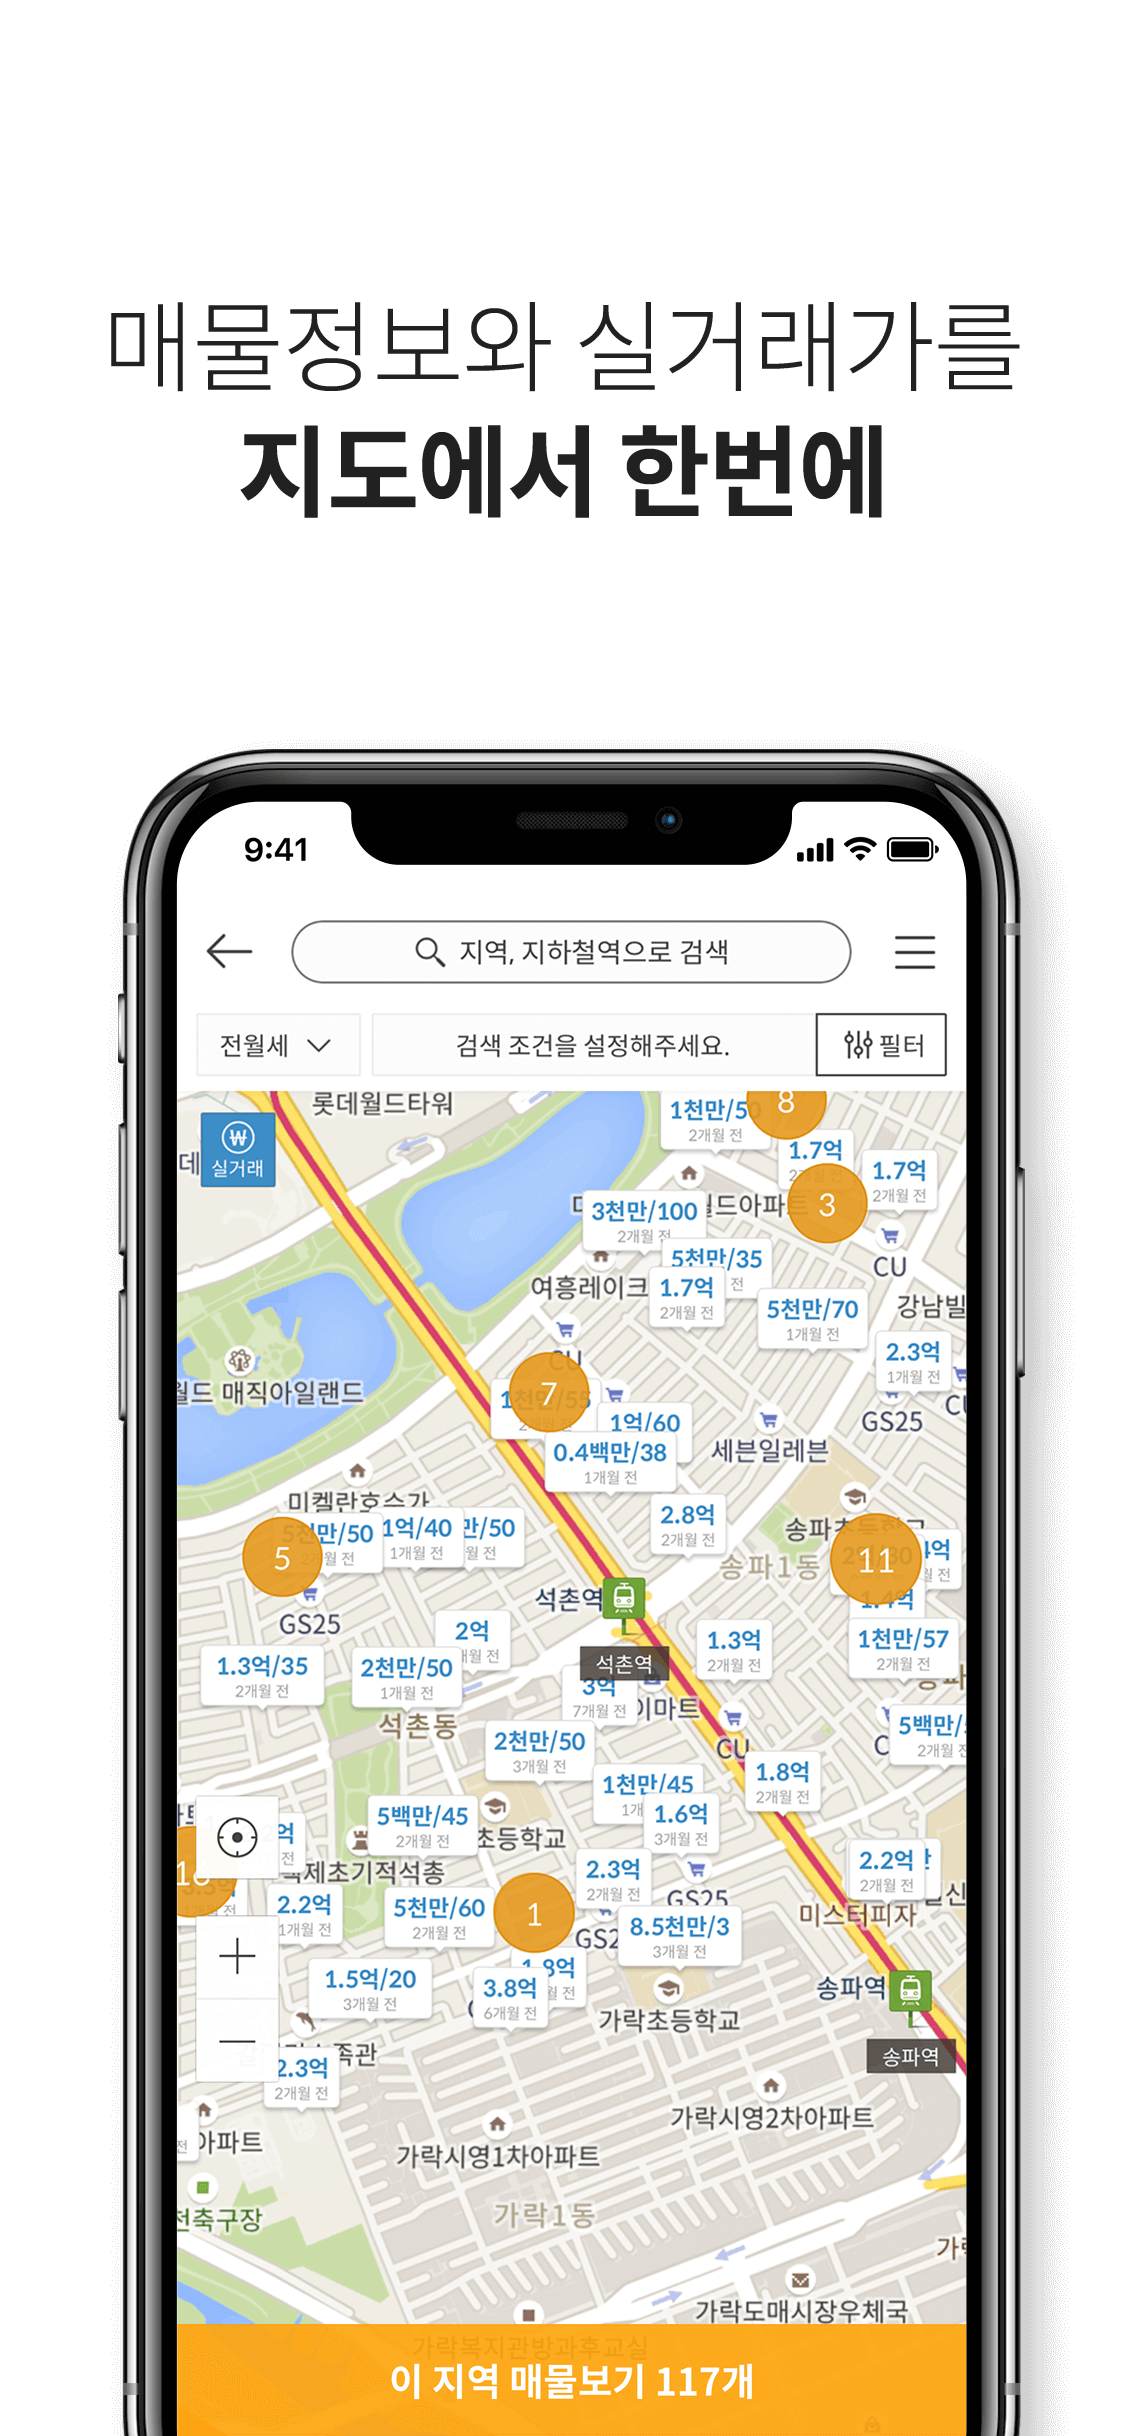 매물정보와 실거래가를
지도에서 한번에
9:41
지역, 지하철역으로 검색
전월세
검색 조건을 설정해주세요.
필터
롯데월드타워
실거래
1천만/50
2개월 전
8
1.7억
1.7억
2개월 전
3
3천만/100
2개월 전
5천만/35
전
CU
여흥레이크
1.7억
2개월 전
5천만/70
1개월 전
강남빌
2.3억
1개월 전
CU
7
월드 매직아일랜드
1억/60
GS25
0.4백만/38
1개월 전
세븐일레븐
미켈란호수가
2.8억
2개월 전
5천만/50
1억/40
1개월 전
만/50
5
11
송파1동
석촌역
GS25
석촌역
2억
1.3억
2개월 전
1.4억
1천만/57
2개월 전
1.3억/35
2개월 전
2천만/50
1개월 전
3억
7개월 전
이마트
석촌동
CU
5백만/
2개월 전
2천만/50
3개월 전
1.8억
2개월 전
1천만/45
1.6억
3개월 전
5백만/45
2개월 전
초등학교
백제초기적석총
2.3억
2개월 전
GS25
2.2억
2개월 전
미스터피자
2.2억
1개월 전
5천만/60
2개월 전
1
8.5천만/3
3개월 전
1.5억/20
3개월 전
3.8억
6개월 전
1.8억
송파역
가락초등학교
송파역
2.3억
2개월 전
아파트
가락시영2차아파트
가락시영1차아파트
천축구장
가락1동
가락도매시장우체국
가락복지관방과후교실
이 지역 매물보기 117개